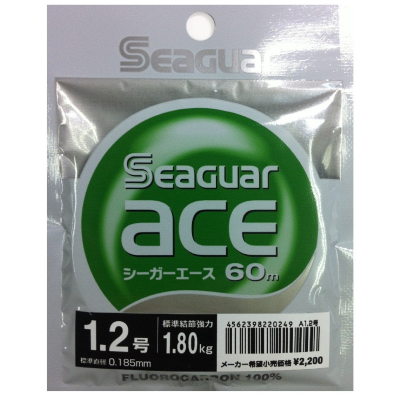 Seaguar
Seaguar
ace
シーガーエース 60m
1.2号
標準直径 0.185mm
標準結節強力
1.80kg
4562398220249 A1.2号
メーカー希望小売価格 ¥2,200
FLUOROCARBON 100%